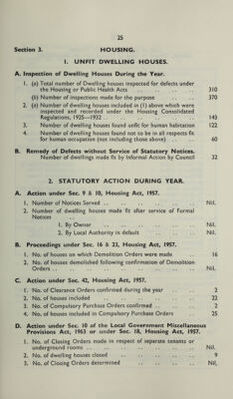 25
Section 3. HOUSING.
I. UNFIT DWELLING HOUSES.
A. Inspection of Dwelling Houses During the Year.
1. (a) Total number of Dwelling houses inspected for defects under
the Housing or Public Health Acts .. .. .. .. 310
(b) Number of inspections made for the purpose .. .. 370
2. (a) Number of dwelling houses included in (1) above which were
inspected and recorded under the Housing Consolidated
Regulations, 1925—1932 .. .. .. .. .. 143
3. Number of dwelling houses found unfit for human habitation 122
4. Number of dwelling houses found not to be in all respects fit
for human occupation (not including those above) .. .. 60
B. Remedy of Defects without Service of Statutory Notices.
Number of dwellings made fit by Informal Action by Council 32
2. STATUTORY ACTION DURING YEAR.
A. Action under Sec. 9 & 10, Housing Act, 1957.
1. Number of Notices Served .. .. .. .. .. Nil.
2. Number of dwelling houses made fit after service of Formal
Notices
1. By Owner .. .. .. .. .. Nil.
2. By Local Authority in default .. .. .. Nil.
B. Proceedings under Sec. 16 & 23, Housing Act, 1957.
1. No. of houses on which Demolition Orders were made .. 16
2. No. of houses demolished following confirmation of Demolition
Orders .. .. .. .. .. .. .. Nil.
C. Action under Sec. 42, Housing Act, 1957.
1. No. of Clearance Orders confirmed during the year .. .. 2
2. No. of houses included .. .. .. .. .. 22
3. No. of Compulsory Purchase Orders confirmed .. .. 2
4. No. of houses included in Compulsory Purchase Orders 25
D. Action under Sec. 10 of the Local Government Miscellaneous
Provisions Act, 1963 or under Sec. 18, Housing Act, 1957.
1. No. of Closing Orders made in respect of separate tenants or
underground rooms .. .. .. .. .. Nil.
2. No. of dwelling houses closed .. .. .. .. 9
3. No. of Closing Orders determined .. .. .. Nil,